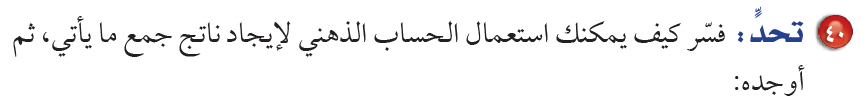 ٤٠ تحدٍّ: فسّر كيف يمكنك استعمال الحساب الذهني لإيجاد ناتج جمع ما يأتي، ثم
أوجده: